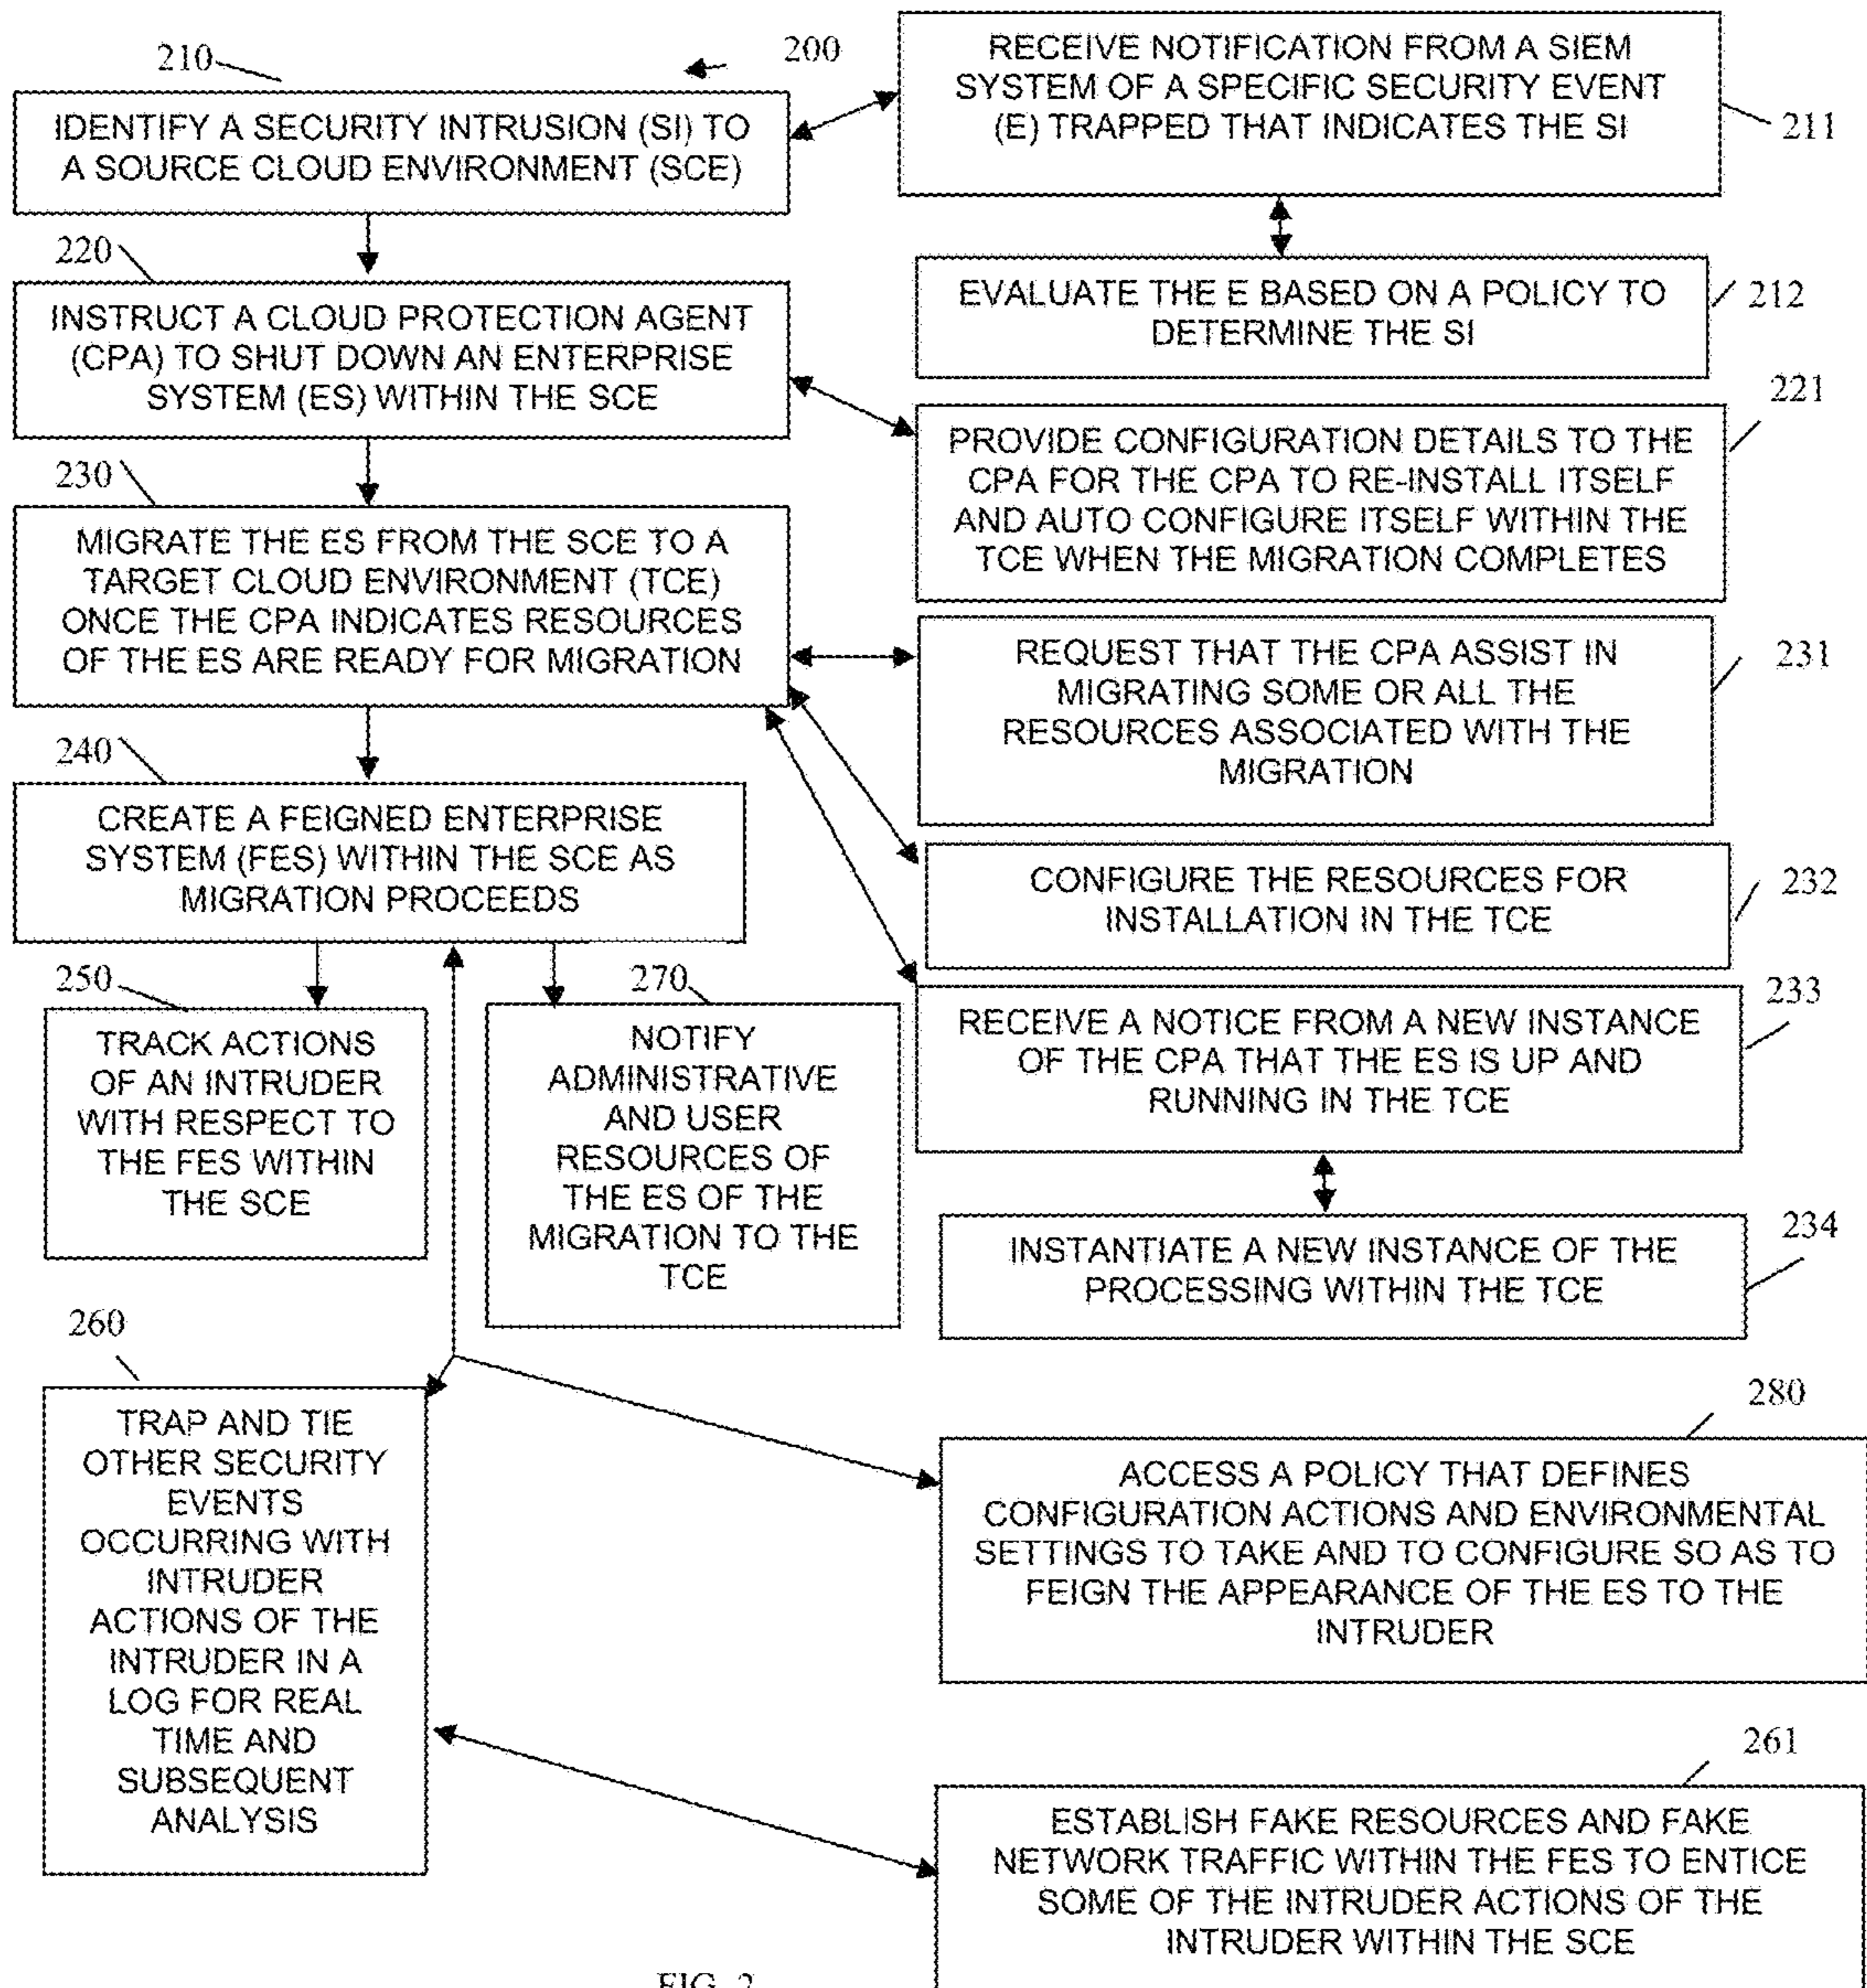 200
210
IDENTIFY A SECURITY INTRUSION (SI) TO
A SOURCE CLOUD ENVIRONMENT (SCE)
RECEIVE NOTIFICATION FROM A SIEM
SYSTEM OF A SPECIFIC SECURITY EVENT
(E) TRAPPED THAT INDICATES THE SI
211
EVALUATE THE E BASED ON A POLICY TO
DETERMINE THE SI
212
220
INSTRUCT A CLOUD PROTECTION AGENT
(CPA) TO SHUT DOWN AN ENTERPRISE
SYSTEM (ES) WITHIN THE SCE
221
PROVIDE CONFIGURATION DETAILS TO THE
CPA FOR THE CPA TO RE-INSTALL ITSELF
AND AUTO CONFIGURE ITSELF WITHIN THE
TCE WHEN THE MIGRATION COMPLETES
230
MIGRATE THE ES FROM THE SCE TO A
TARGET CLOUD ENVIRONMENT (TCE)
ONCE THE CPA INDICATES RESOURCES
OF THE ES ARE READY FOR MIGRATION
REQUEST THAT THE CPA ASSIST IN
MIGRATING SOME OR ALL THE
RESOURCES ASSOCIATED WITH THE
MIGRATION
231
CONFIGURE THE RESOURCES FOR
INSTALLATION IN THE TCE
232
RECEIVE A NOTICE FROM A NEW INSTANCE
OF THE CPA THAT THE ES IS UP AND
RUNNING IN THE TCE
233
INSTANTIATE A NEW INSTANCE OF THE
PROCESSING WITHIN THE TCE
234
240
CREATE A FEIGNED ENTERPRISE
SYSTEM (FES) WITHIN THE SCE AS
MIGRATION PROCEEDS
250
TRACK ACTIONS
OF AN INTRUDER
WITH RESPECT TO
THE FES WITHIN
THE SCE
270
NOTIFY
ADMINISTRATIVE
AND USER
RESOURCES OF
THE ES OF THE
MIGRATION TO THE
TCE
260
TRAP AND TIE
OTHER SECURITY
EVENTS
OCCURRING WITH
INTRUDER
ACTIONS OF THE
INTRUDER IN A
LOG FOR REAL
TIME AND
SUBSEQUENT
ANALYSIS
280
ACCESS A POLICY THAT DEFINES
CONFIGURATION ACTIONS AND ENVIRONMENTAL
SETTINGS TO TAKE AND TO CONFIGURE SO AS TO
FEIGN THE APPEARANCE OF THE ES TO THE
INTRUDER
261
ESTABLISH FAKE RESOURCES AND FAKE
NETWORK TRAFFIC WITHIN THE FES TO ENTICE
SOME OF THE INTRUDER ACTIONS OF THE
INTRUDER WITHIN THE SCE
FIG. 2